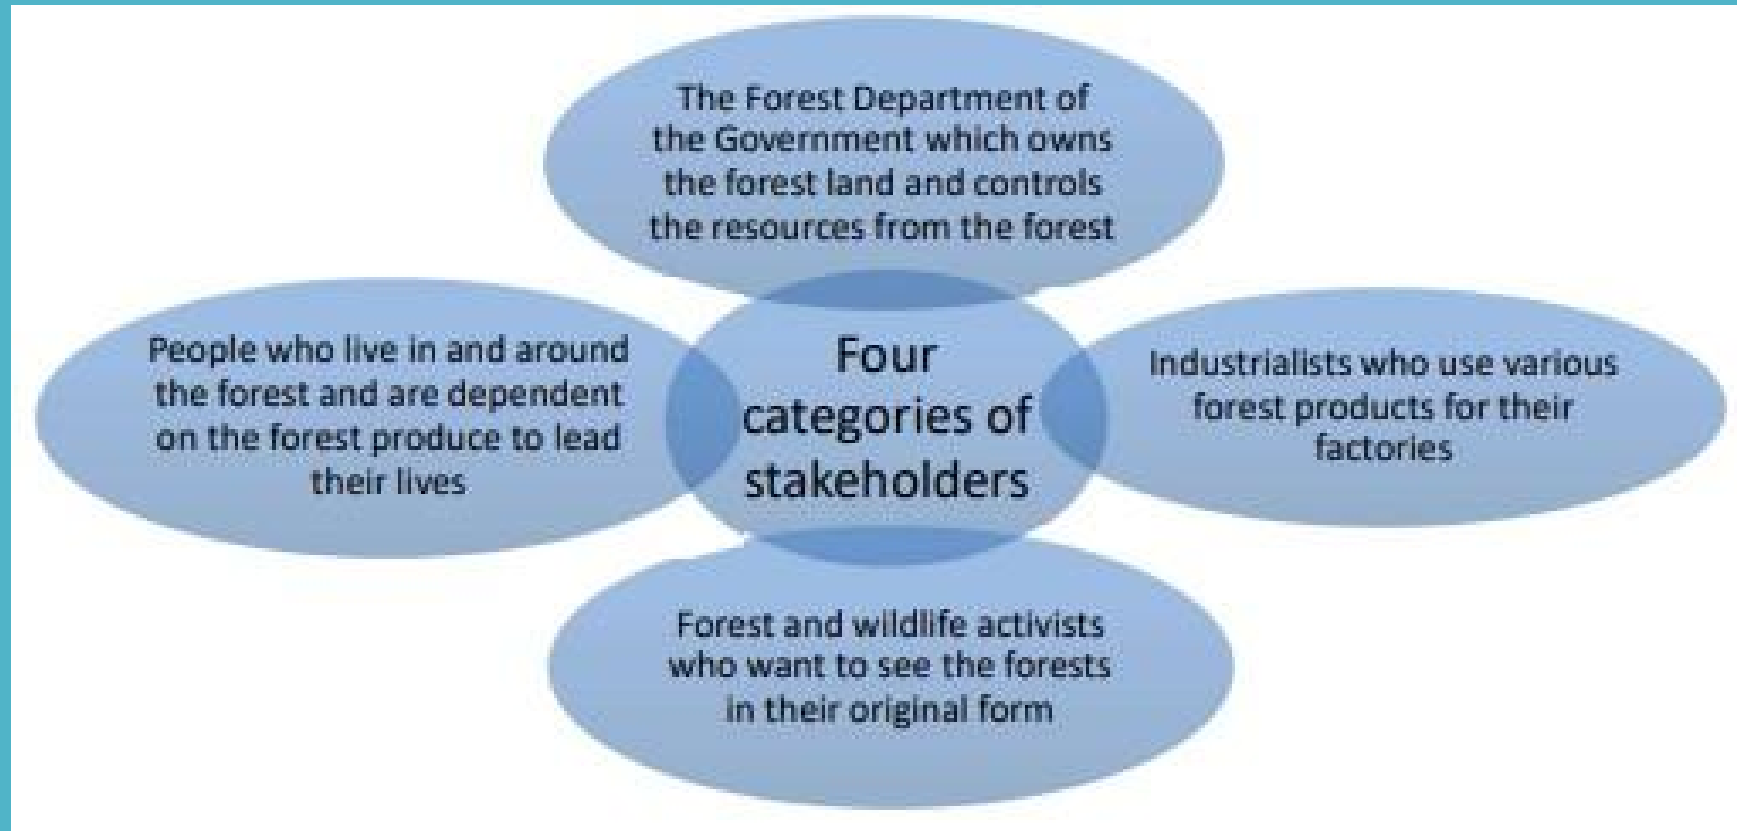 The Forest Department of
the Government which owns
the forest land and controls
the resources from the forest
People who live in and around
the forest and are dependent
on the forest produce to lead
their lives
Four
categories of
stakeholders
Industrialists who use various
forest products for their
factories
Forest and wildlife activists
who want to see the forests
in their original form